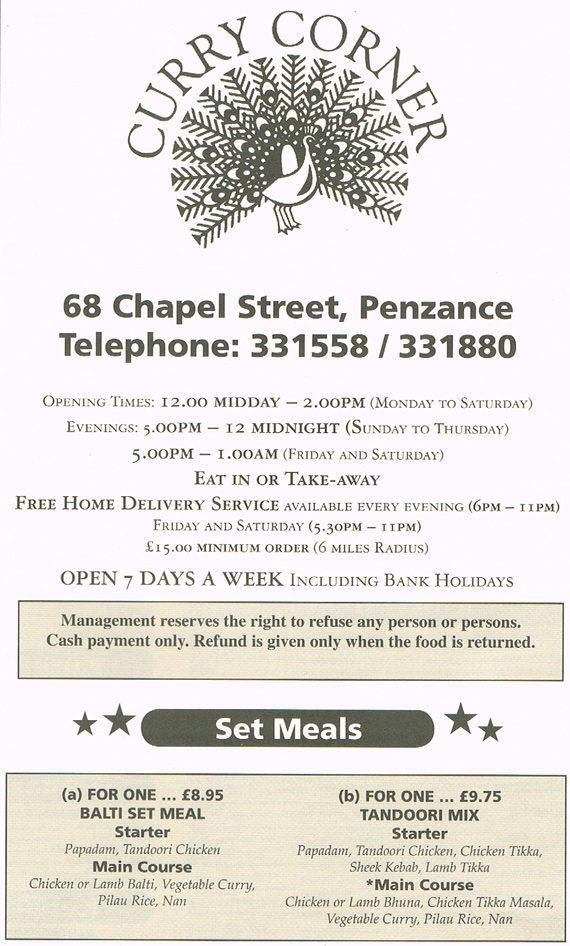 CURRY CORNER
68 Chapel Street, Penzance
Telephone: 331558 / 331880
OPENING TIMES: 12.00 MIDDAY – 2.00PM (MONDAY TO SATURDAY)
EVENINGS: 5.00PM – 12 MIDNIGHT (SUNDAY TO THURSDAY)
5.00PM – 1.00AM (FRIDAY AND SATURDAY)
EAT IN OR TAKE-AWAY
FREE HOME DELIVERY SERVICE AVAILABLE EVERY EVENING (6PM – 11PM)
FRIDAY AND SATURDAY (5.30PM – 11PM)
£15.00 MINIMUM ORDER (6 MILES RADIUS)
OPEN 7 DAYS A WEEK INCLUDING BANK HOLIDAYS
Management reserves the right to refuse any person or persons.
Cash payment only. Refund is given only when the food is returned.
Set Meals
(a) FOR ONE ... £8.95
BALTI SET MEAL
Starter
Papadam, Tandoori Chicken
Main Course
Chicken or Lamb Balti, Vegetable Curry,
Pilau Rice, Nan
(b) FOR ONE ... £9.75
TANDOORI MIX
Starter
Papadam, Tandoori Chicken, Chicken Tikka,
Sheek Kebab, Lamb Tikka
*Main Course
Chicken or Lamb Bhuna, Chicken Tikka Masala,
Vegetable Curry, Pilau Rice, Nan